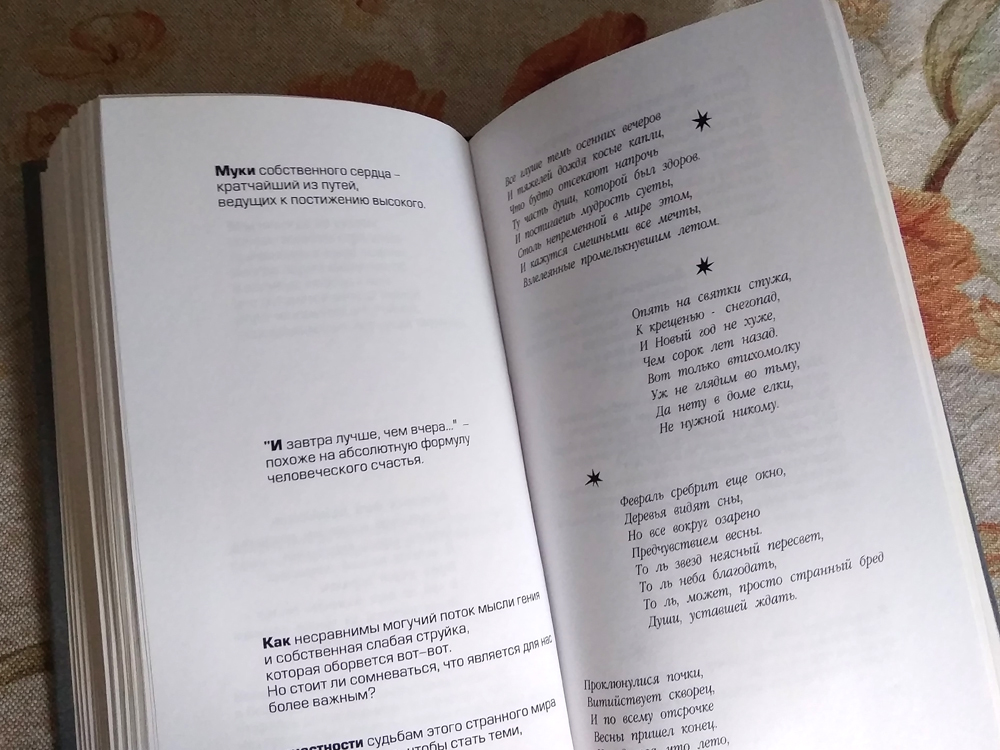 Муки собственного сердца –
кратчайший из путей,
ведущих к постижению высокого.
"И завтра лучше, чем вчера..." –
похоже на абсолютную формулу
человеческого счастья.
Как несравнимы могучий поток мысли гения
и собственная слабая струйка,
которая оборвется вот-вот.
Но стоит ли сомневаться, что является для нас
более важным?
судьбам этого странного мира
чтобы стать теми,
Все глуше темь осенних вечеров
И тяжелей дождя косые капли,
Что будто отсекают напрочь
Ту часть души, которой был здоров.
И постигаешь мудрость суеты,
Столь непременной в мире этом,
И кажутся смешными все мечты,
Взлелеянные промелькнувшим летом.
Опять на святки стужа,
К крещенью - снегопад,
И Новый год не хуже,
Чем сорок лет назад.
Вот только втихомолку
Уж не глядим во тьму,
Да нету в доме елки,
Не нужной никому.
Февраль сребрит еще окно,
Деревья видят сны,
Но все вокруг озарено
Предчувствием весны.
То ль звезд неясный пересвет,
То ль неба благодать,
То ль, может, просто странный бред
Души, уставшей ждать.
Проклюнулися почки,
Витийствует скворец,
И по всему отсрочке
Весны пришел конец.
что лето,